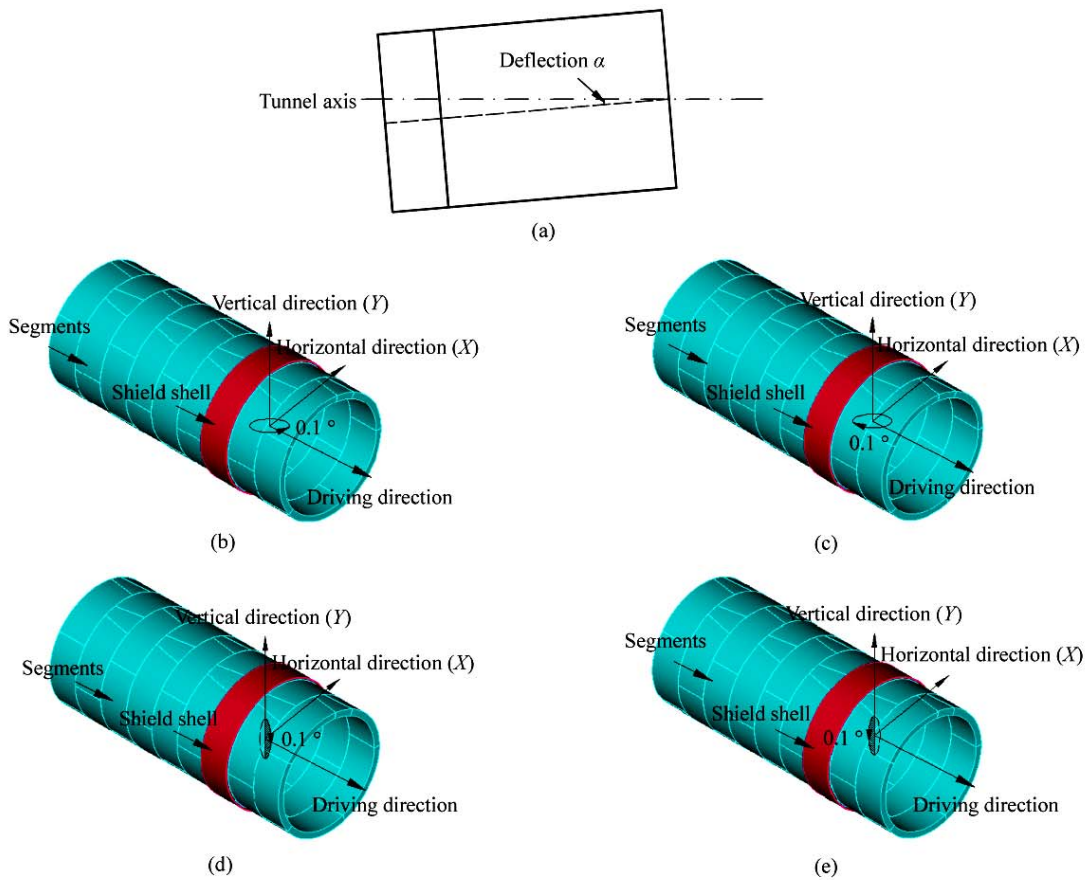 Deflection α
Tunnel axis
(a)
Vertical direction (Y)
Segments
Horizontal direction (X)
Shield shell
0.1 °
Driving direction
(b)
Vertical direction (Y)
Segments
Horizontal direction (X)
Shield shell
0.1 °
Driving direction
(c)
Vertical direction (Y)
Segments
Horizontal direction (X)
Shield shell
0.1 °
Driving direction
(d)
Vertical direction (Y)
Horizontal direction (X)
Segments
Shield shell
0.1 °
Driving direction
(e)